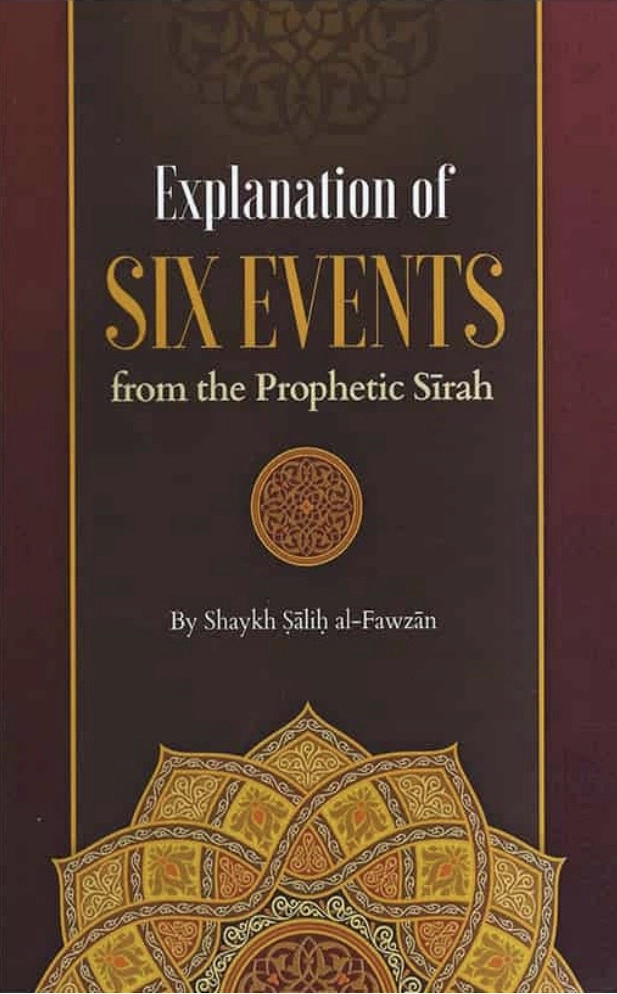 Explanation of
SIX EVENTS
from the Prophetic Sīrah
By Shaykh Ṣāliḥ al-Fawzān